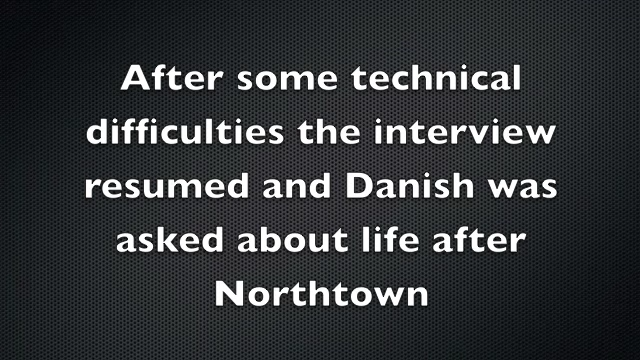 After some technical
difficulties the interview
resumed and Danish was
asked about life after
Northtown